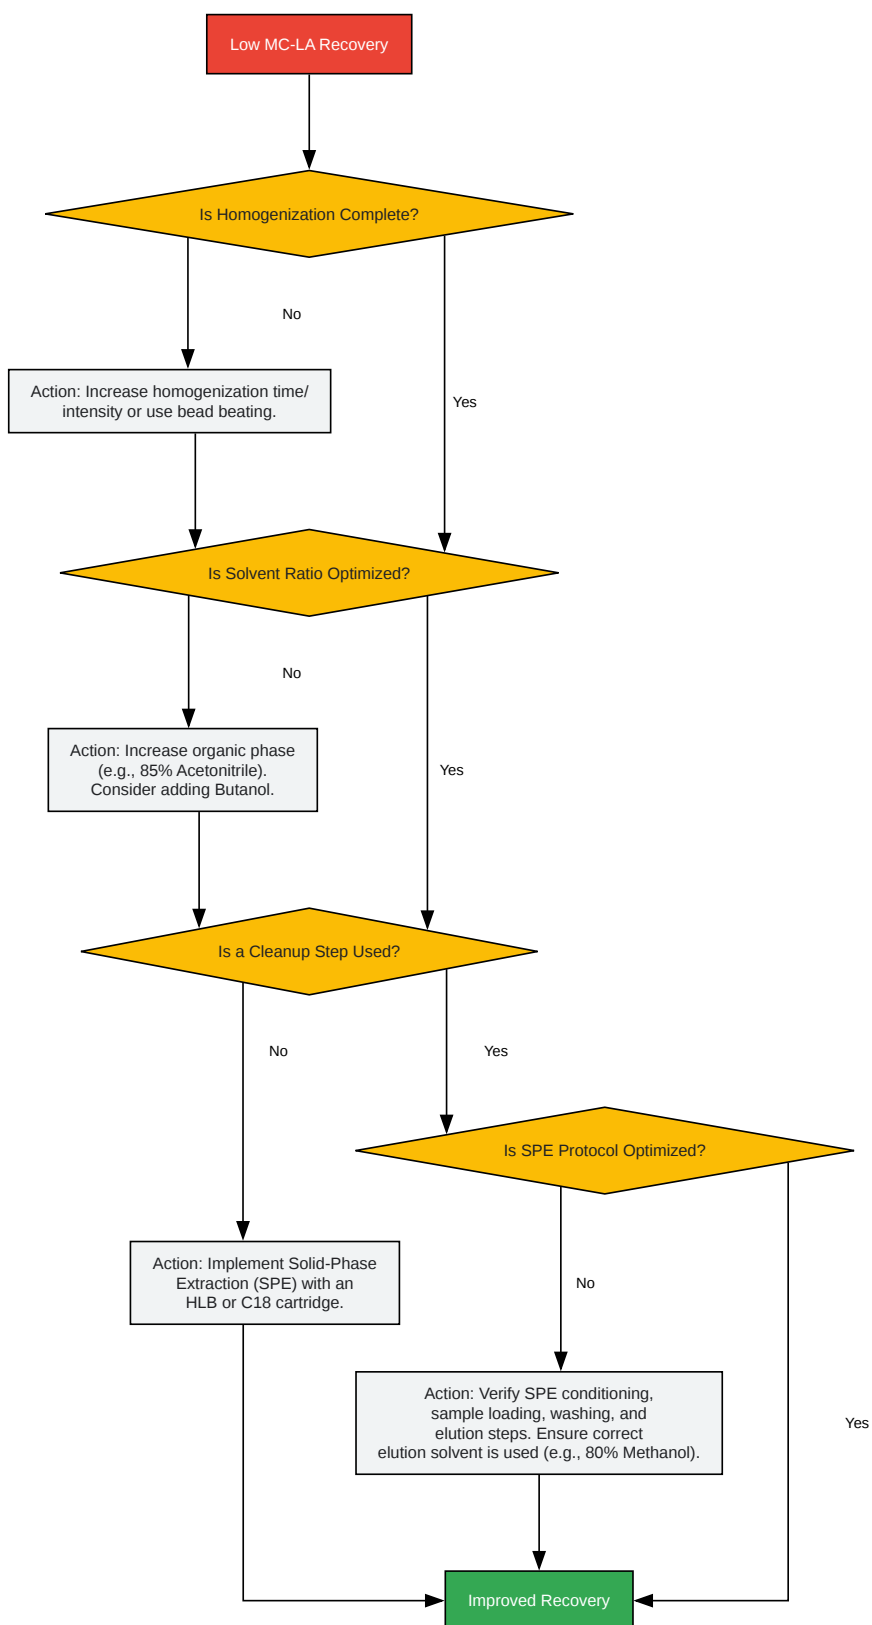 Low MC-LA Recovery
Is Homogenization Complete?
No
Action: Increase homogenization time/
intensity or use bead beating.
Yes
Is Solvent Ratio Optimized?
No
Action: Increase organic phase
(e.g., 85% Acetonitrile).
Consider adding Butanol.
Yes
Is a Cleanup Step Used?
No
Yes
Is SPE Protocol Optimized?
Action: Implement Solid-Phase
Extraction (SPE) with an
HLB or C18 cartridge.
No
Action: Verify SPE conditioning,
sample loading, washing, and
elution steps. Ensure correct
elution solvent is used (e.g., 80% Methanol).
Yes
Improved Recovery